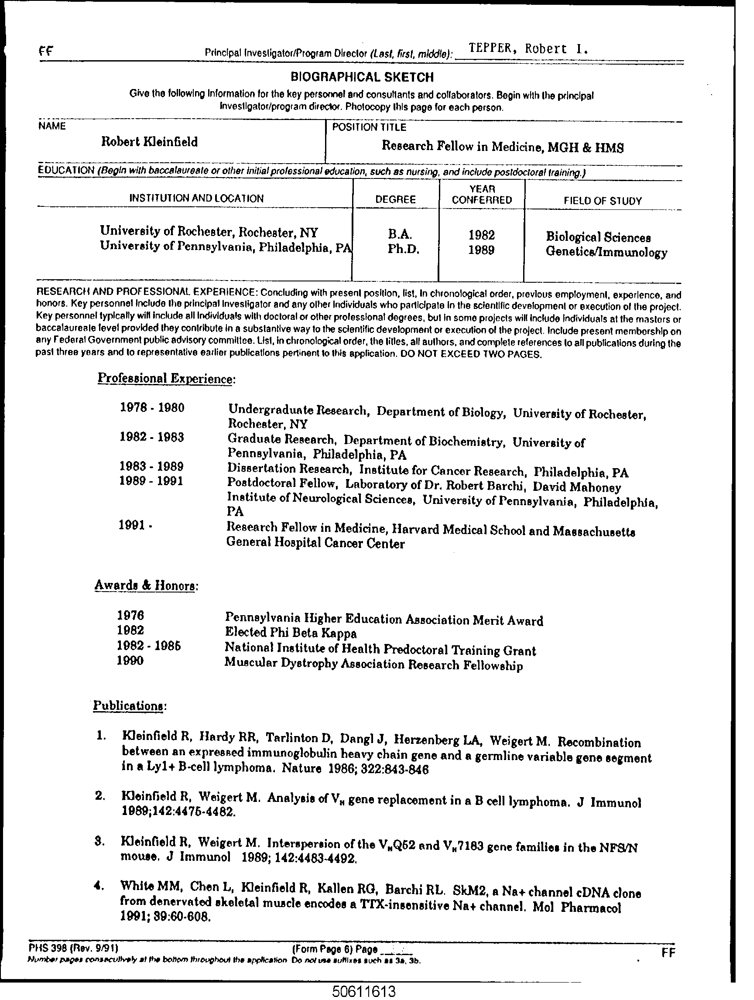 FF Principal Investigator/Program Director (Last, first, middle): TEPPER, Robert I.
BIOGRAPHICAL SKETCH
Give the following information for the key personnel and consultants and collaborators. Begin with the principal
investigator/program director. Photocopy this page for each person.
NAME POSITION TITLE
Robert Kleinfield Research Fellow in Medicine, MGH & HMS
EDUCATION (Begin with baccalaureate or other initial professional education, such as nursing, and include postdoctoral training.)
INSTITUTION AND LOCATION DEGREE YEAR CONFERRED FIELD OF STUDY
University of Rochester, Rochester, NY B.A. 1982 Biological Sciences
University of Pennsylvania, Philadelphia, PA Ph.D. 1989 Genetics/Immunology
RESEARCH AND PROFESSIONAL EXPERIENCE: Concluding with present position, list, in chronological order, previous employment, experience, and
honors. Key personnel include the principal investigator and any other individuals who participate in the scientific development or execution of the project.
Key personnel typically will include all individuals with doctoral or other professional degrees, but in some projects will include individuals at the masters or
baccalaureate level provided they contribute in a substantive way to the scientific development or execution of the project. Include present membership on
any Federal Government public advisory committee. List, in chronological order, the titles, all authors, and complete references to all publications during the
past three years and to representative earlier publications pertinent to this application. DO NOT EXCEED TWO PAGES.
Professional Experience:
1978 - 1980 Undergraduate Research, Department of Biology, University of Rochester,
Rochester, NY
1982 - 1983 Graduate Research, Department of Biochemistry, University of
Pennsylvania, Philadelphia, PA
1983 - 1989 Dissertation Research, Institute for Cancer Research, Philadelphia, PA
1989 - 1991 Postdoctoral Fellow, Laboratory of Dr. Robert Barchi, David Mahoney
Institute of Neurological Sciences, University of Pennsylvania, Philadelphia,
PA
1991 - Research Fellow in Medicine, Harvard Medical School and Massachusetts
General Hospital Cancer Center
Awards & Honors:
1976 Pennsylvania Higher Education Association Merit Award
1982 Elected Phi Beta Kappa
1982 - 1985 National Institute of Health Predoctoral Training Grant
1990 Muscular Dystrophy Association Research Fellowship
Publications:
1. Kleinfield R, Hardy RR, Tarlinton D, Dangl J, Herzenberg LA, Weigert M. Recombination
between an expressed immunoglobulin heavy chain gene and a germline variable gene segment
in a Ly1+ B-cell lymphoma. Nature 1986; 322:843-846
2. Kleinfield R, Weigert M. Analysis of VH gene replacement in a B cell lymphoma. J Immunol
1989;142:4475-4482.
3. Kleinfield R, Weigert M. Interspersion of the VHQ52 and VH7183 gene families in the NFS/N
mouse. J Immunol 1989; 142:4483-4492.
4. White MM, Chen L, Kleinfield R, Kallen RG, Barchi RL. SkM2, a Na+ channel cDNA clone
from denervated skeletal muscle encodes a TTX-insensitive Na+ channel. Mol Pharmacol
1991; 39:60-608.
PHS 398 (Rev. 9/91) (Form Page 6) Page FF
Number pages consecutively at the bottom throughout the application. Do not use suffixes such as 3a, 3b.
50611613